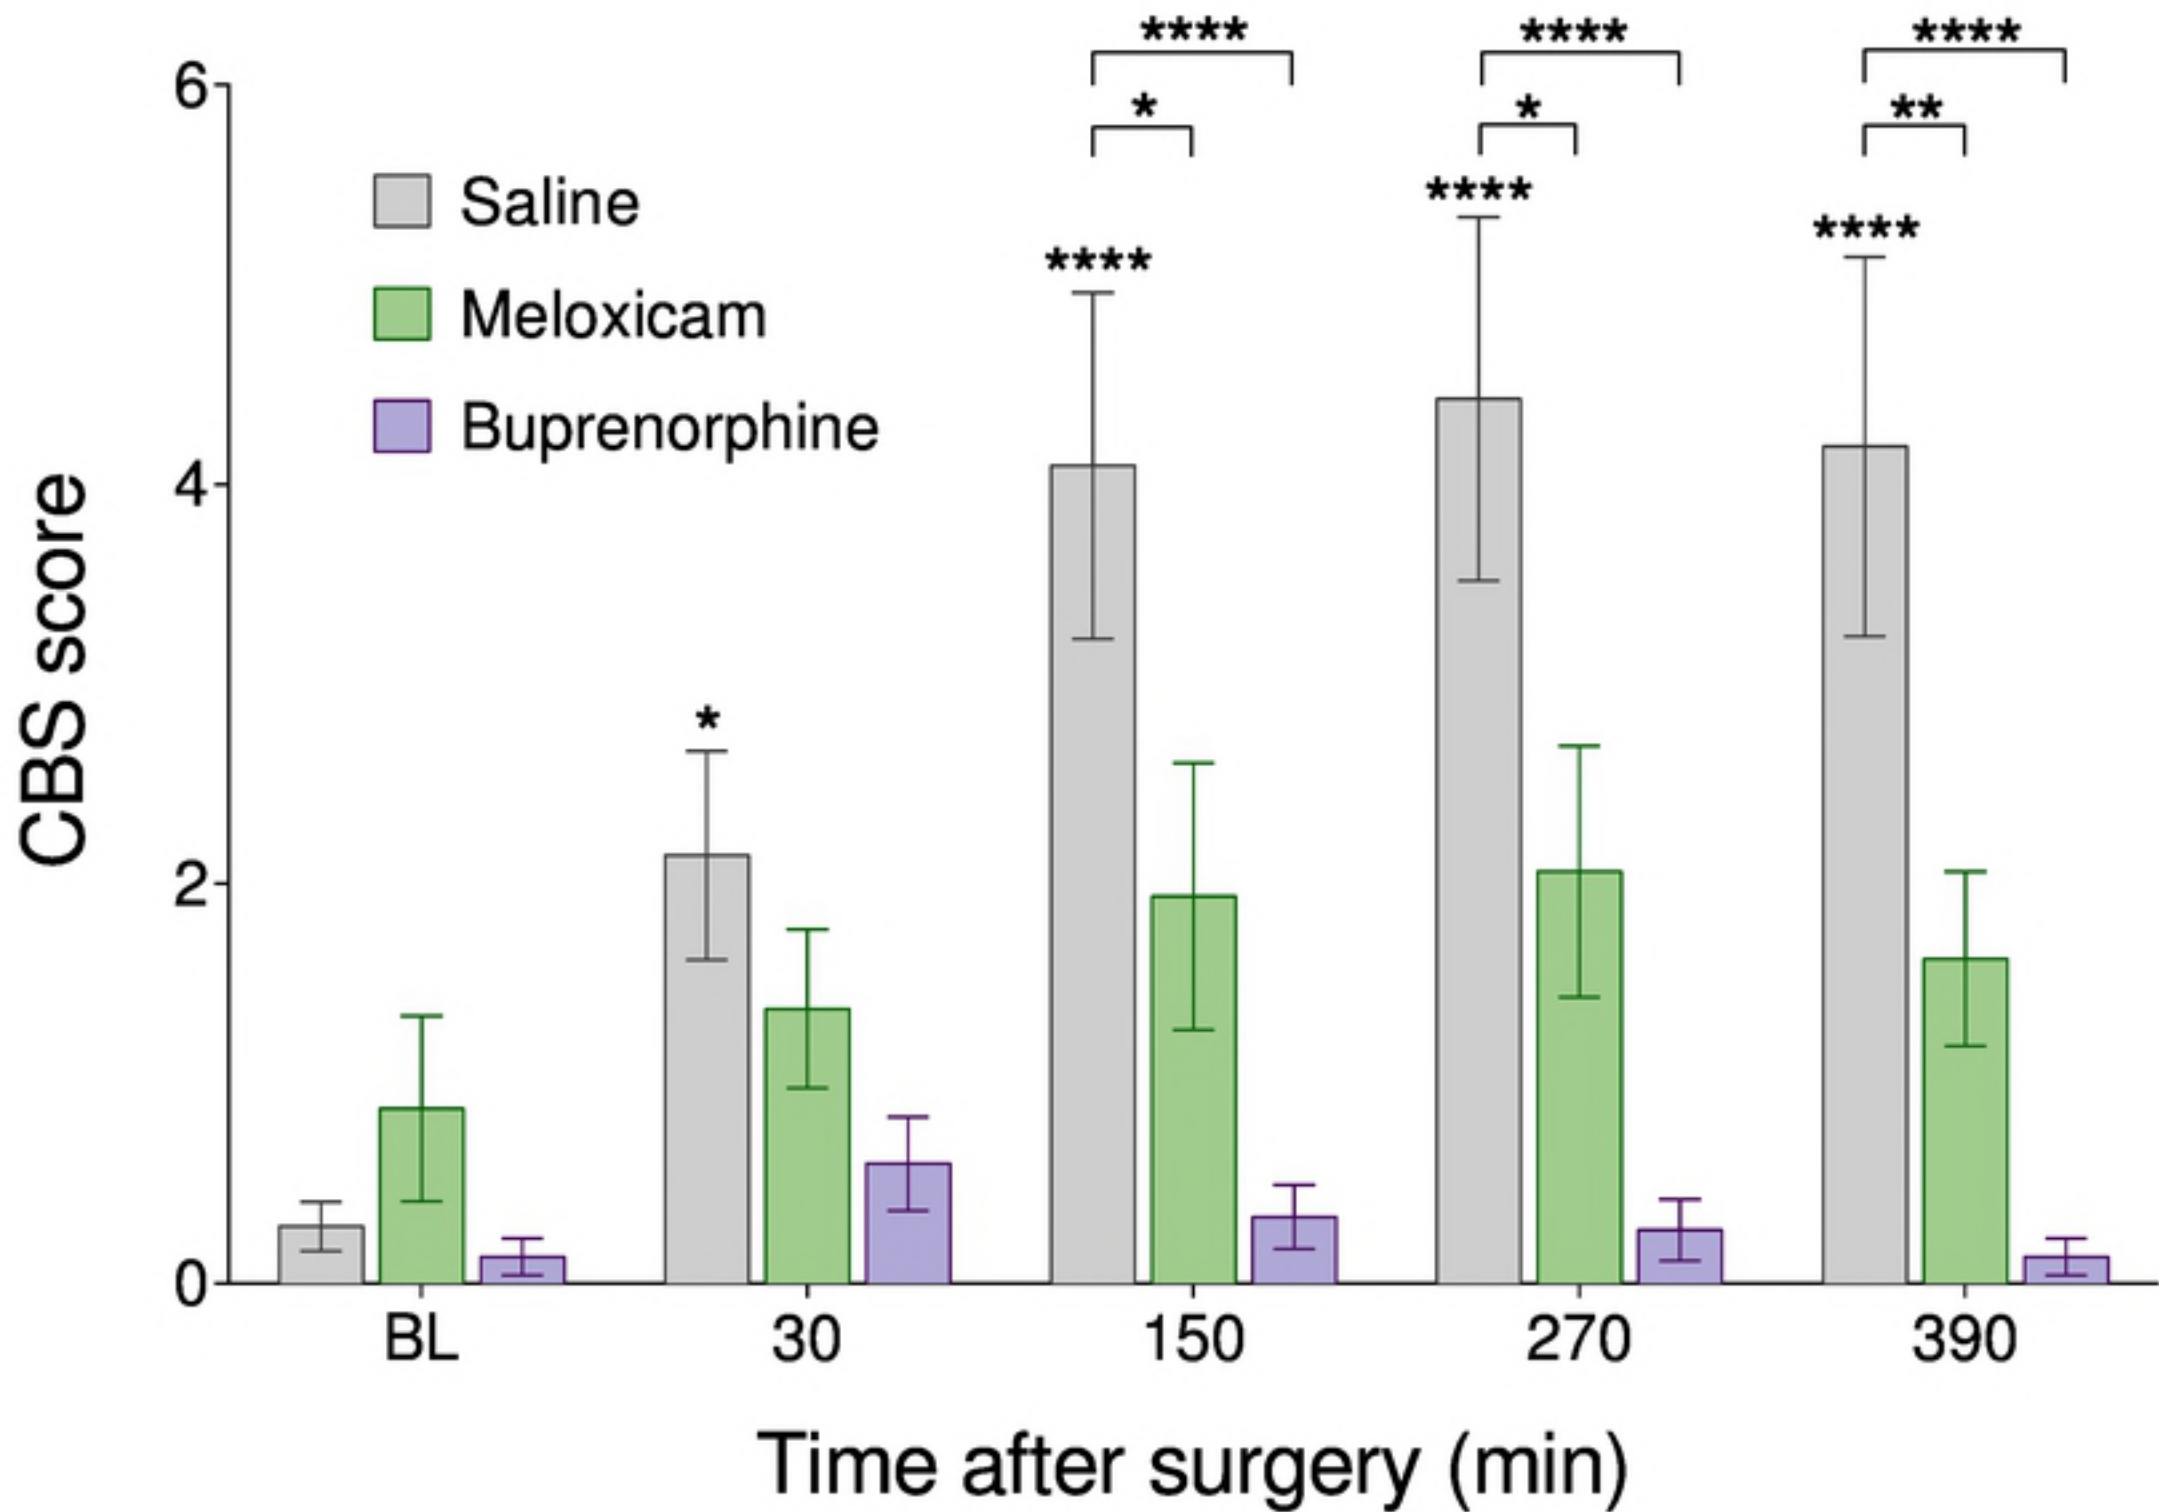 **** **** ****
6
* * **
Saline
****
****
****
Meloxicam
Buprenorphine
4
CBS score
*
2
0
BL 30 150 270 390
Time after surgery (min)